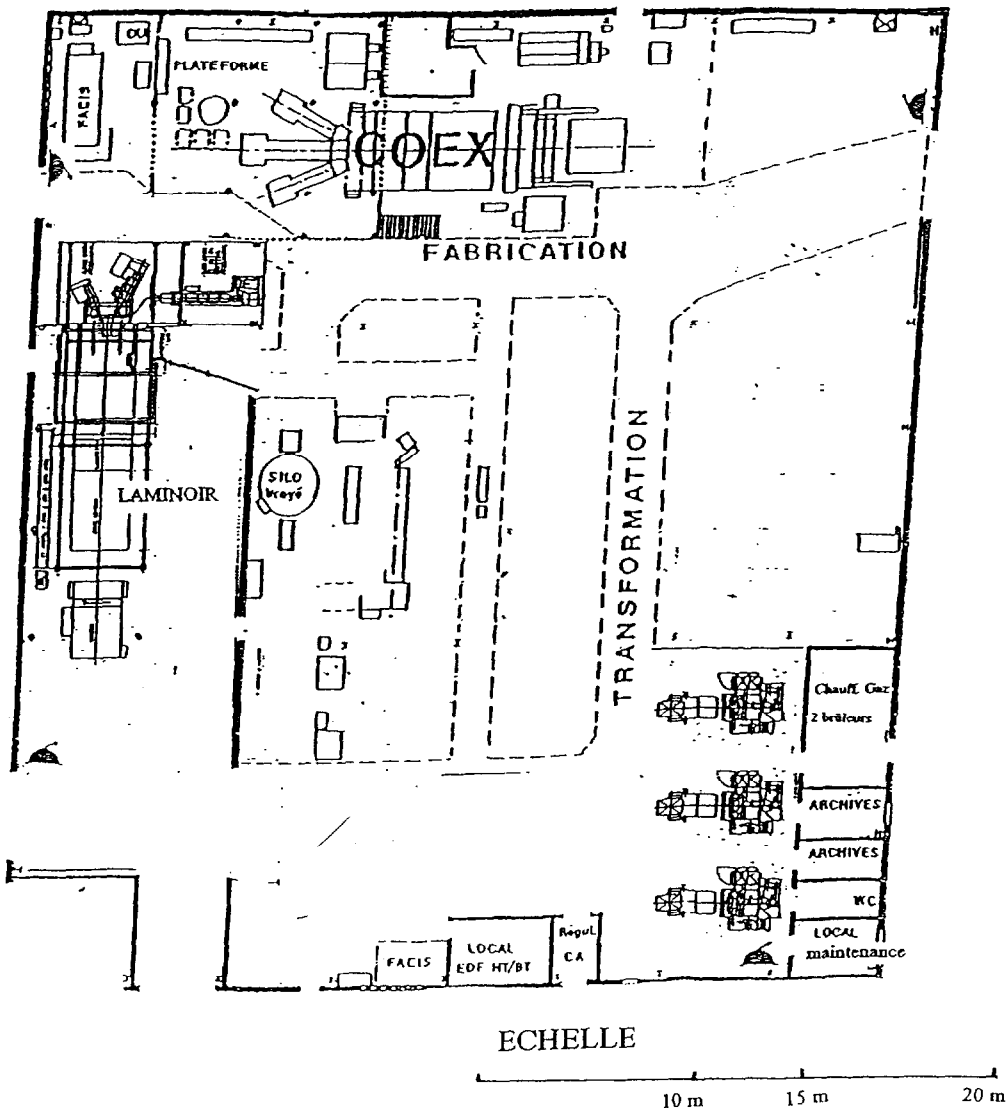 PLATEFORME
FACIS
COEX
FABRICATION
SILO
broyé
LAMINOIR
TRANSFORMATION
Chauff. Gaz
2 brûleurs
ARCHIVES
ARCHIVES
WC
LOCAL
maintenance
FACIS
LOCAL
EDF HT/BT
Régul.
CA
ECHELLE
10 m
15 m
20 m